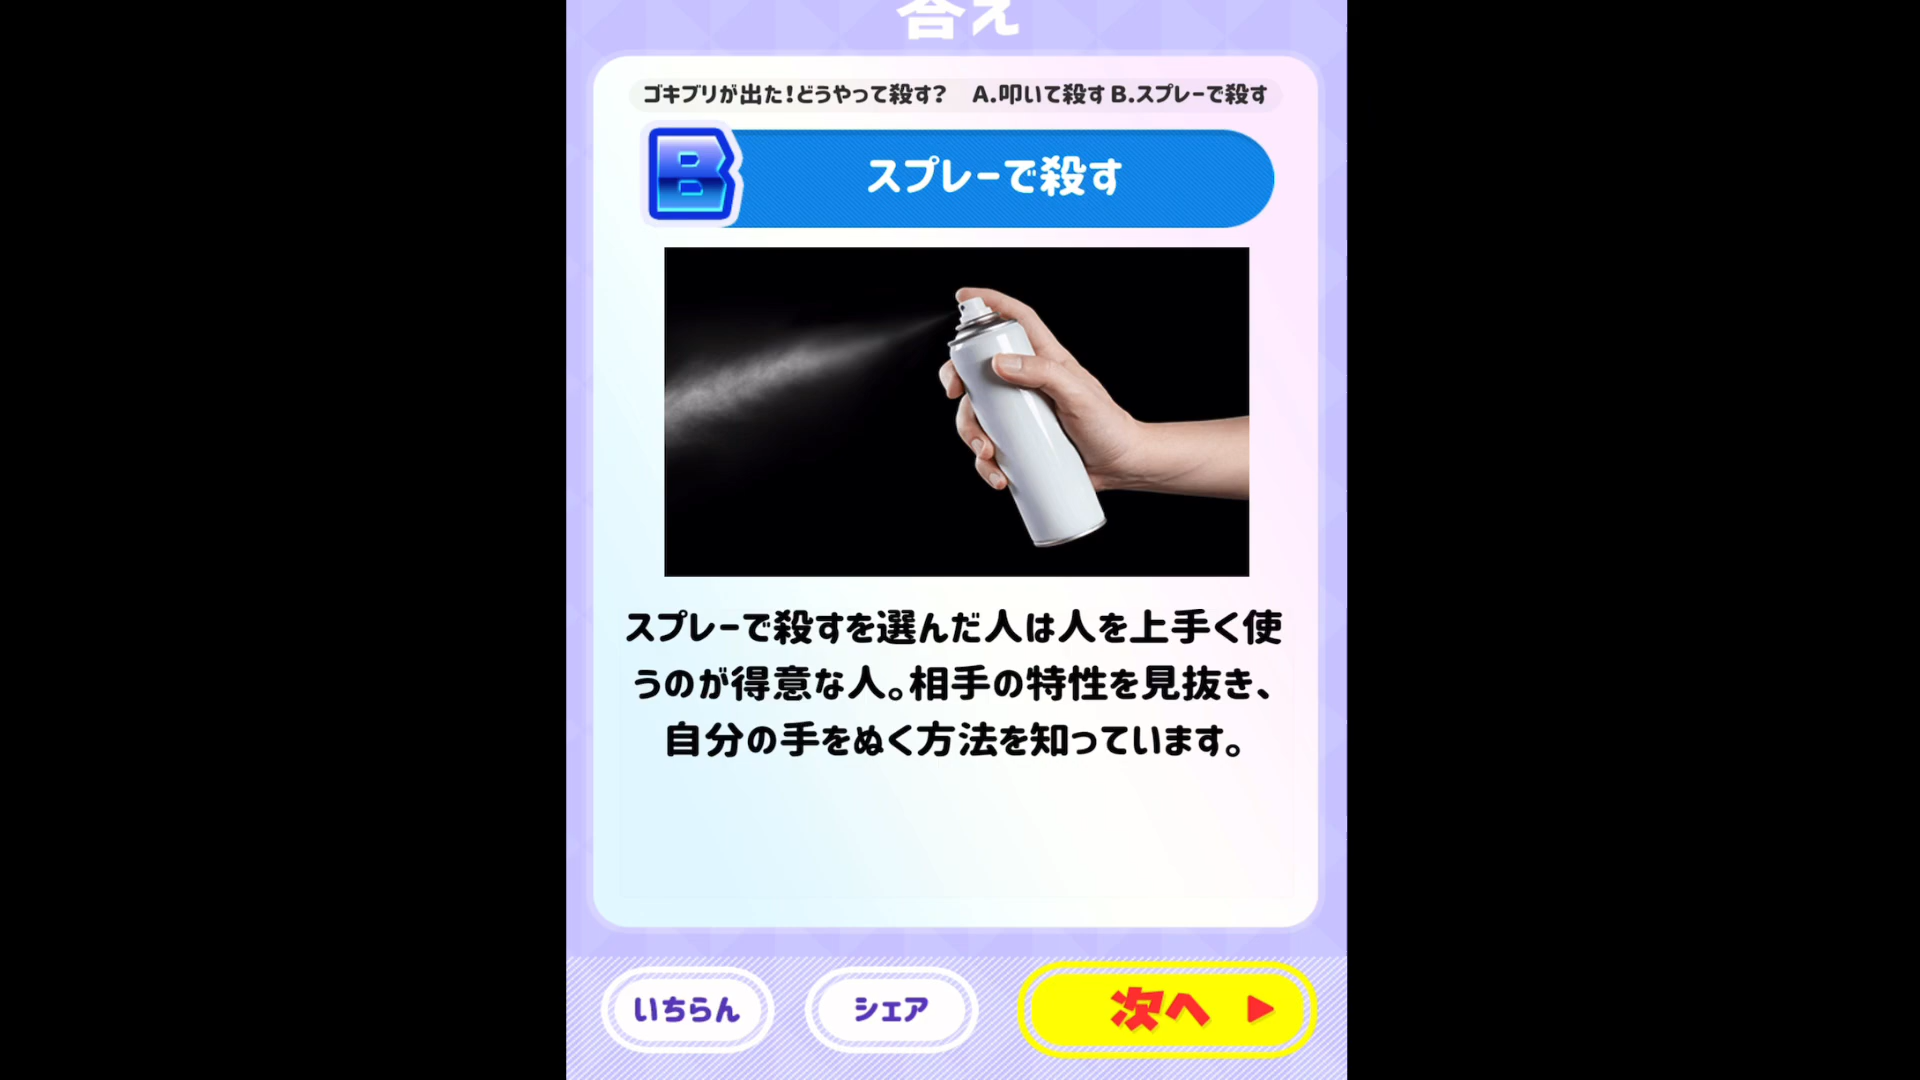 答え
ゴキブリが出た！どうやって殺す？　A.叩いて殺す B.スプレーで殺す
B スプレーで殺す
スプレーで殺すを選んだ人は人を上手く使
うのが得意な人。相手の特性を見抜き、
自分の手をぬく方法を知っています。
いちらん シェア 次へ ▶